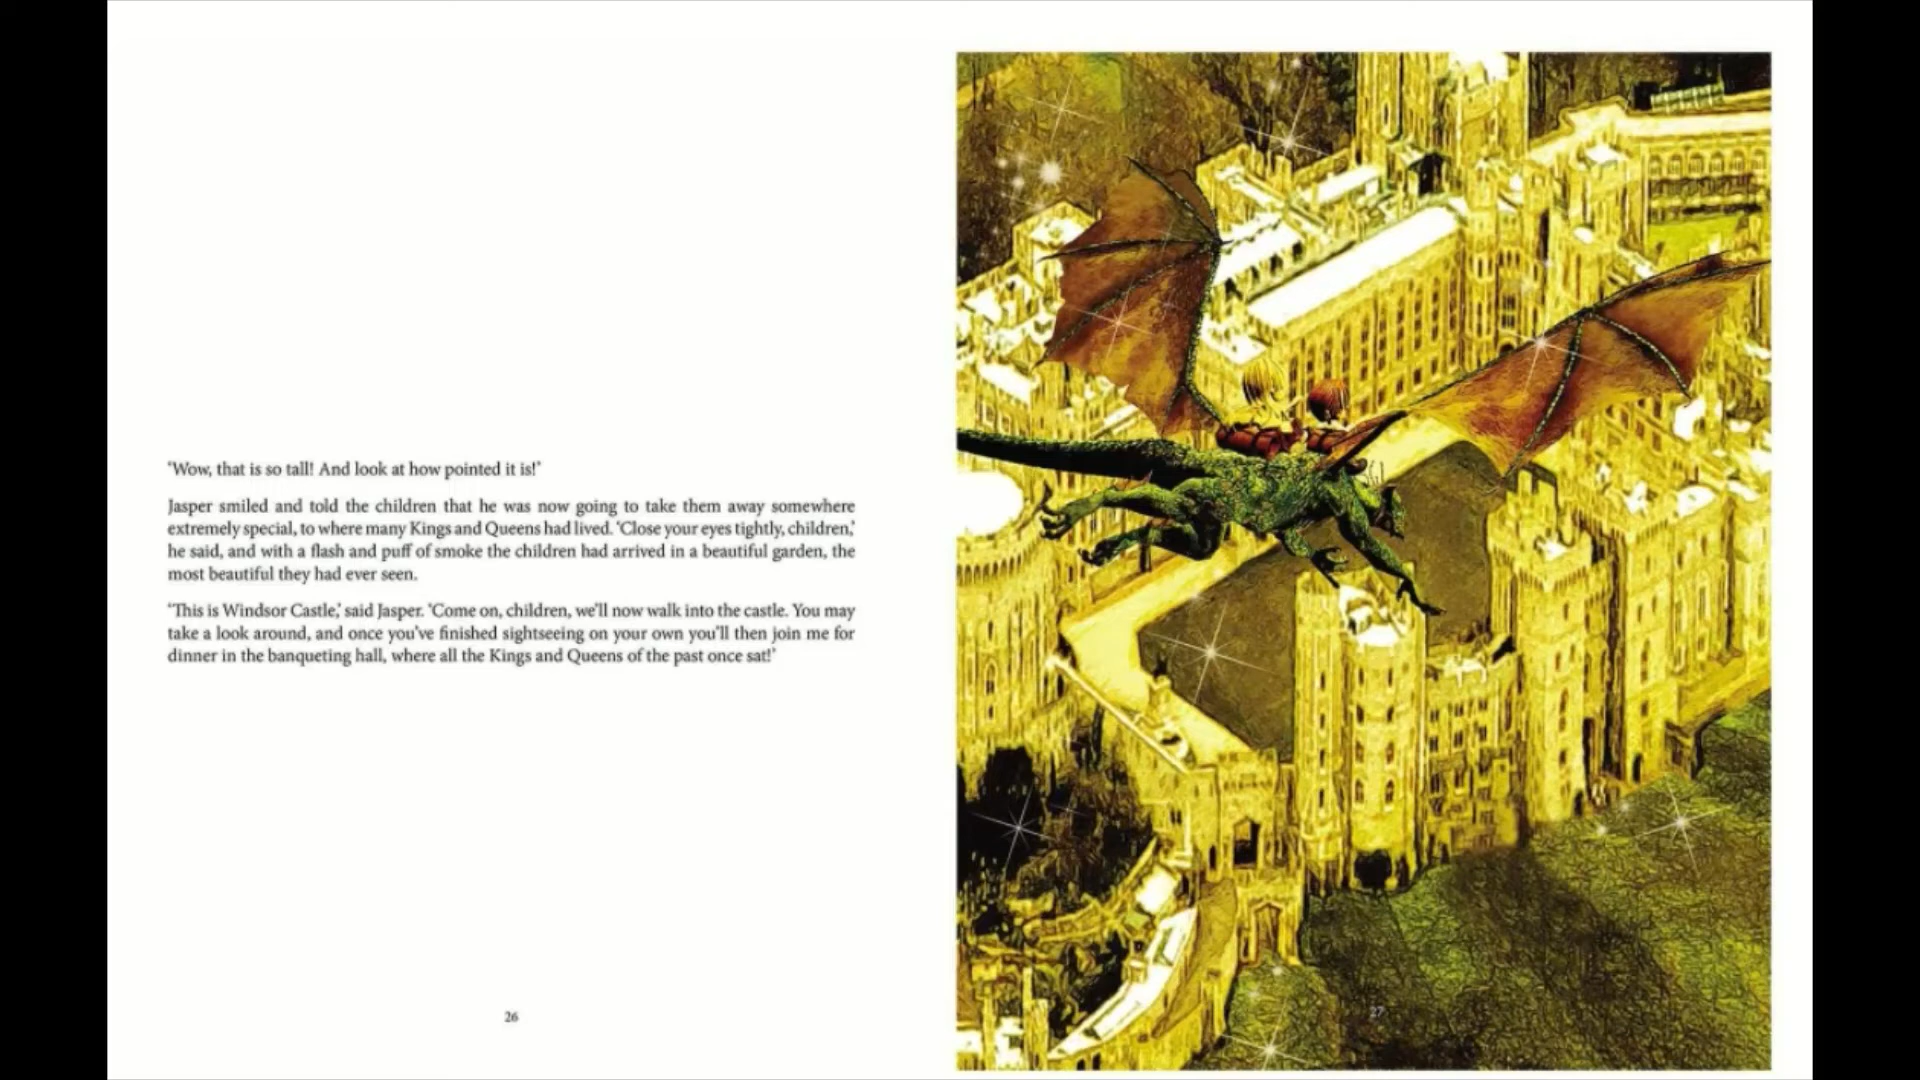 ‘Wow, that is so tall! And look at how pointed it is!’
Jasper smiled and told the children that he was now going to take them away somewhere
extremely special, to where many Kings and Queens had lived. ‘Close your eyes tightly, children,’
he said, and with a flash and puff of smoke the children had arrived in a beautiful garden, the
most beautiful they had ever seen.
‘This is Windsor Castle,’ said Jasper. ‘Come on, children, we’ll now walk into the castle. You may
take a look around, and once you’ve finished sightseeing on your own you’ll then join me for
dinner in the banqueting hall, where all the Kings and Queens of the past once sat!’
26
27